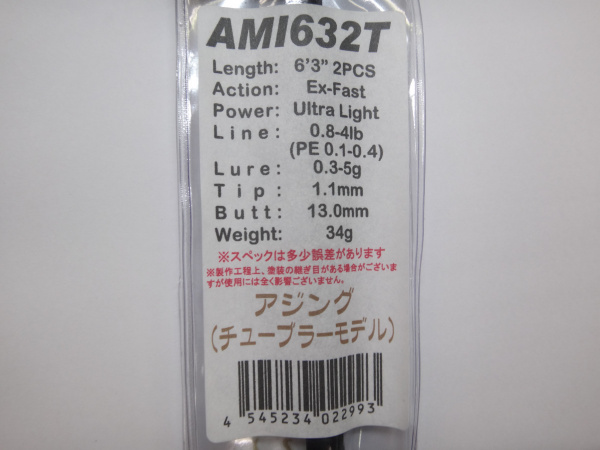 AMI632T
Length: 6'3" 2PCS
Action: Ex-Fast
Power: Ultra Light
Line: 0.8-4lb
(PE 0.1-0.4)
Lure: 0.3-5g
Tip: 1.1mm
Butt: 13.0mm
Weight: 34g
※スペックは多少誤差があります
※製作工程上、塗装の継ぎ目がある場合がございま
すが使用には全く影響ございません。
アジング
(チューブラーモデル)
4 545234 022993